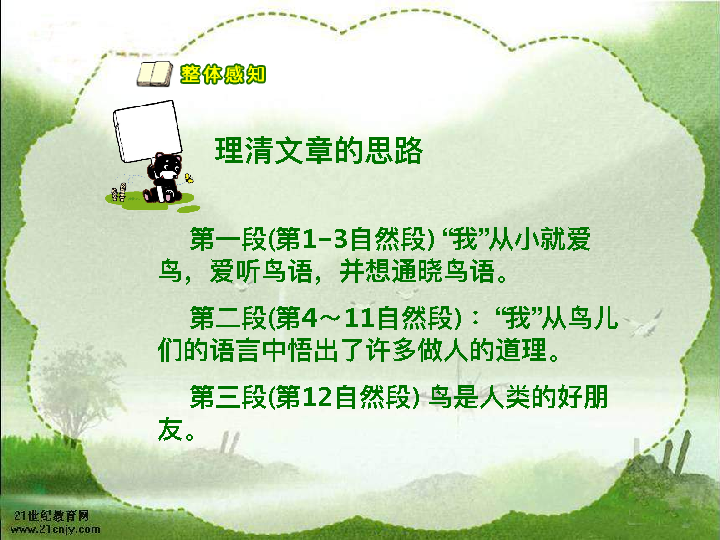 整体感知
理清文章的思路
第一段(第1-3自然段) “我”从小就爱
鸟，爱听鸟语，并想通晓鸟语。
第二段(第4～11自然段)：“我”从鸟儿
们的语言中悟出了许多做人的道理。
第三段(第12自然段) 鸟是人类的好朋
友。
21世纪教育网
www.21cnjy.com